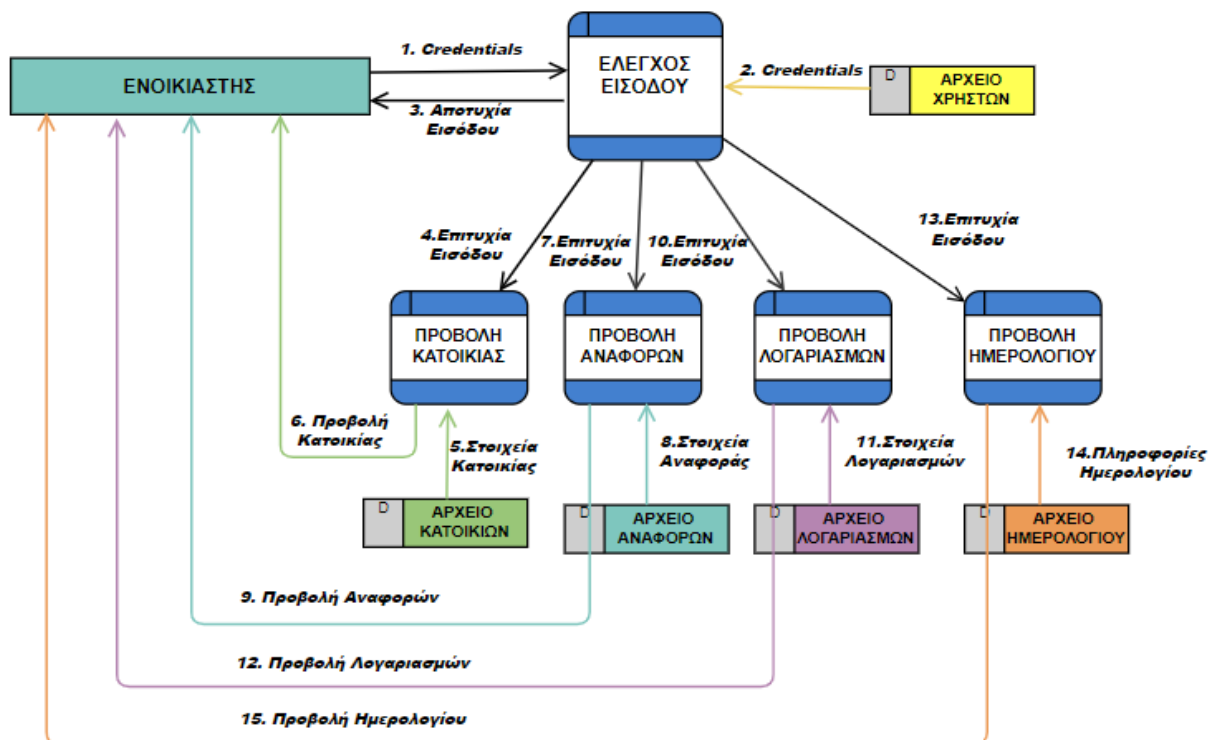 1. Credentials
ΕΛΕΓΧΟΣ
ΕΙΣΟΔΟΥ
ΕΝΟΙΚΙΑΣΤΗΣ
2. Credentials
D
ΑΡΧΕΙΟ
ΧΡΗΣΤΩΝ
3. Αποτυχία
Εισόδου
4.Επιτυχία
Εισόδου
7.Επιτυχία
Εισόδου
10.Επιτυχία
Εισόδου
13.Επιτυχία
Εισόδου
ΠΡΟΒΟΛΗ
ΚΑΤΟΙΚΙΑΣ
ΠΡΟΒΟΛΗ
ΑΝΑΦΟΡΩΝ
ΠΡΟΒΟΛΗ
ΛΟΓΑΡΙΑΣΜΩΝ
ΠΡΟΒΟΛΗ
ΗΜΕΡΟΛΟΓΙΟΥ
6. Προβολή
Κατοικίας
5.Στοιχεία
Κατοικίας
8.Στοιχεία
Αναφοράς
11.Στοιχεία
Λογαριασμών
14.Πληροφορίες
Ημερολογίου
D
ΑΡΧΕΙΟ
ΚΑΤΟΙΚΙΩΝ
D
ΑΡΧΕΙΟ
ΑΝΑΦΟΡΩΝ
D
ΑΡΧΕΙΟ
ΛΟΓΑΡΙΑΣΜΩΝ
D
ΑΡΧΕΙΟ
ΗΜΕΡΟΛΟΓΙΟΥ
9. Προβολή Αναφορών
12. Προβολή Λογαριασμών
15. Προβολή Ημερολογίου